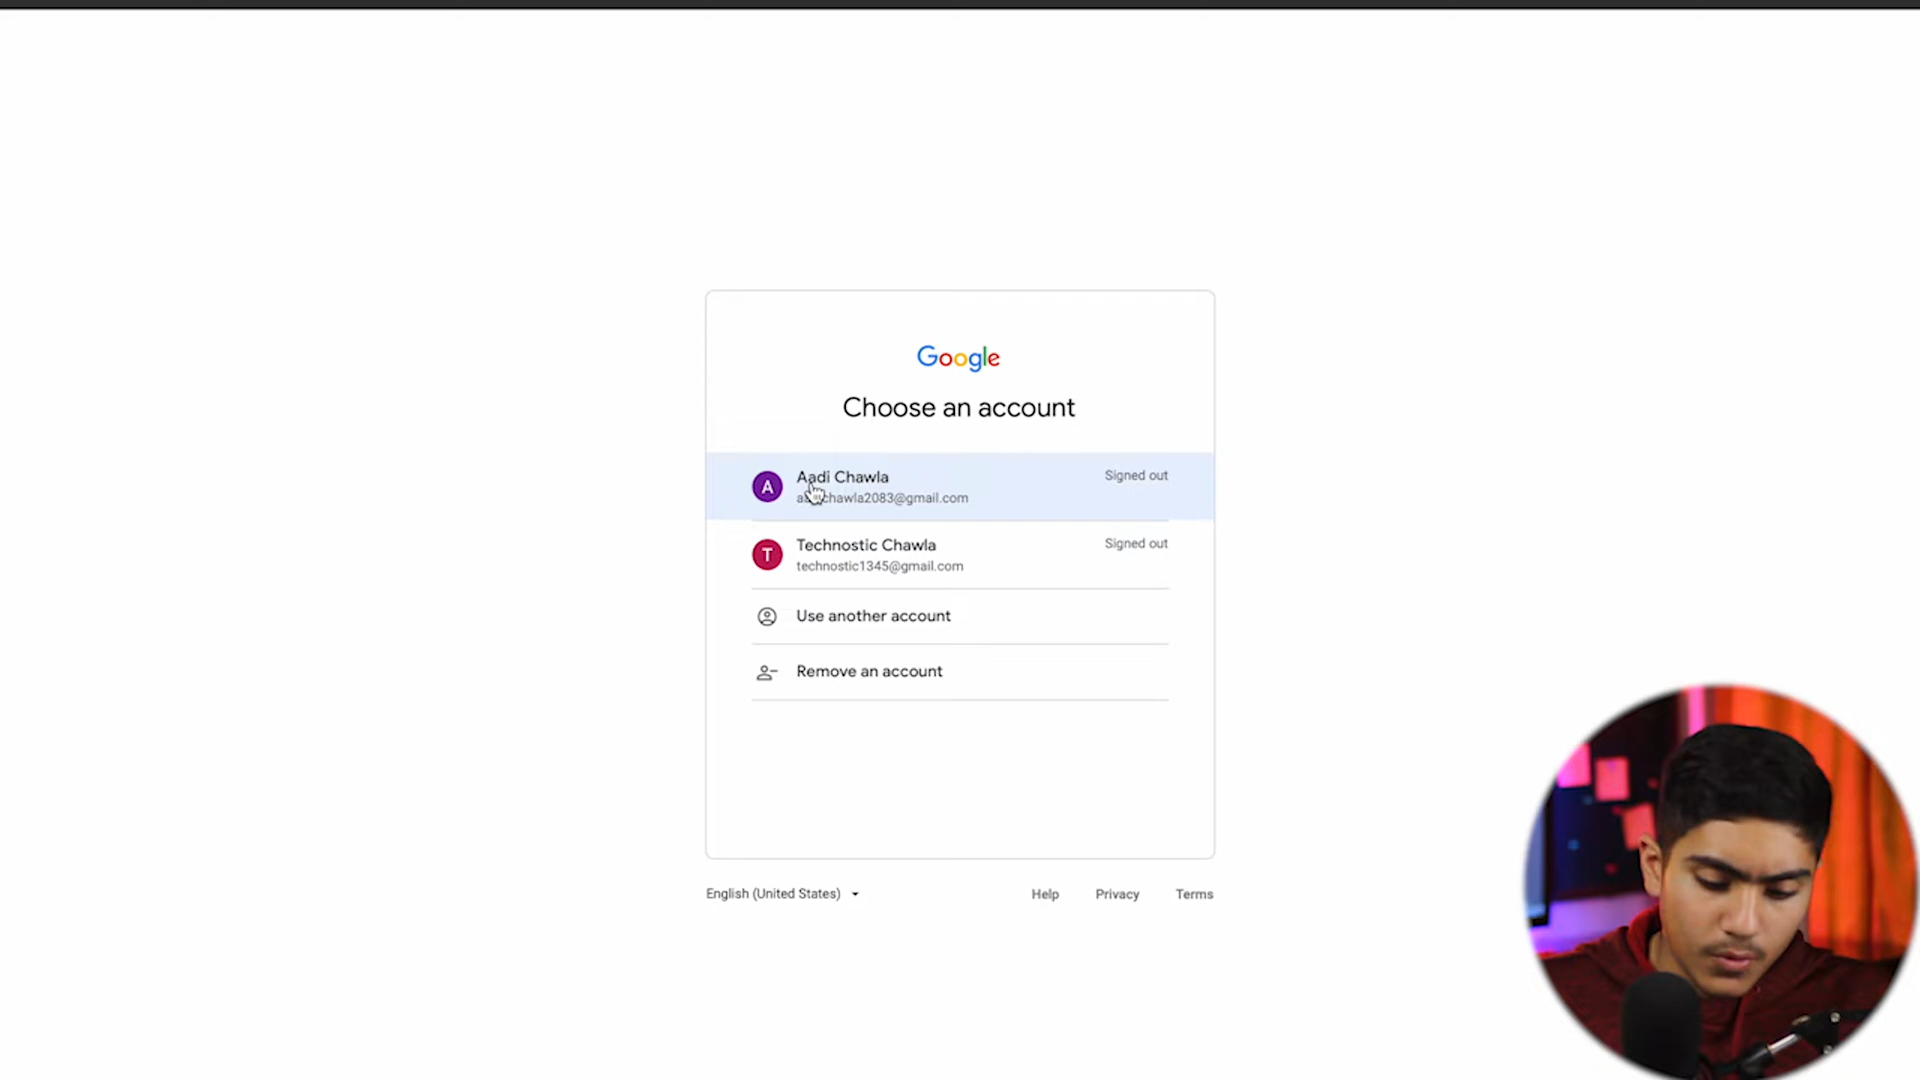 Google
Choose an account
A
Aadi Chawla
Signed out
chawla2083@gmail.com
T
Technostic Chawla
Signed out
technostic1345@gmail.com
Use another account
Remove an account
English (United States)
Help
Privacy
Terms